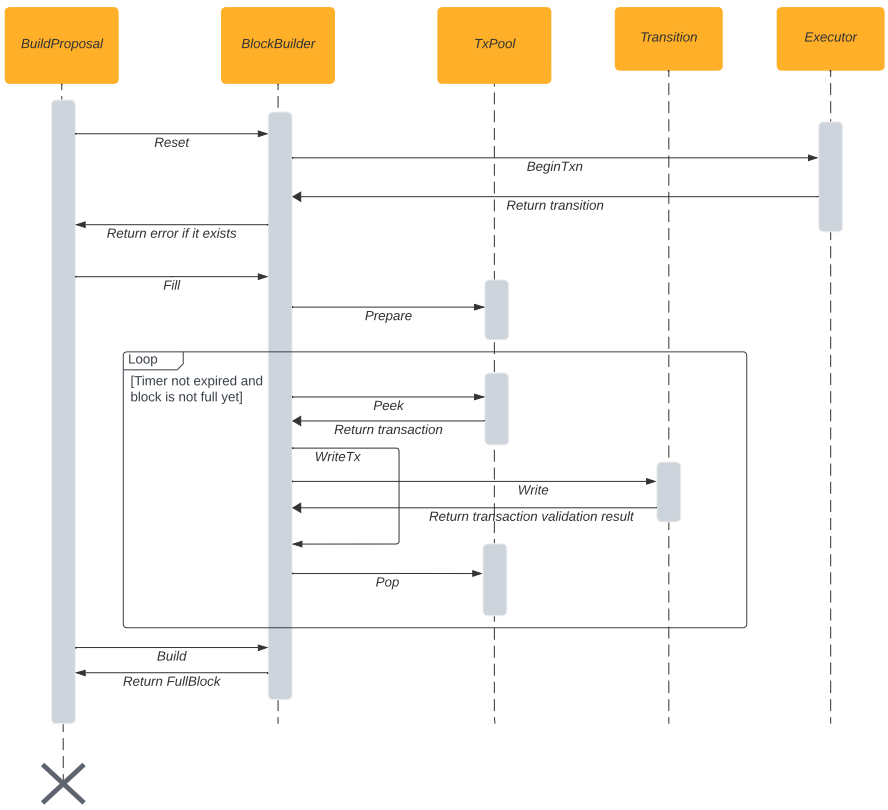 BuildProposal
BlockBuilder
TxPool
Transition
Executor
Reset
BeginTxn
Return transition
Return error if it exists
Fill
Prepare
Loop
[Timer not expired and
block is not full yet]
Peek
Return transaction
WriteTx
Write
Return transaction validation result
Pop
Build
Return FullBlock